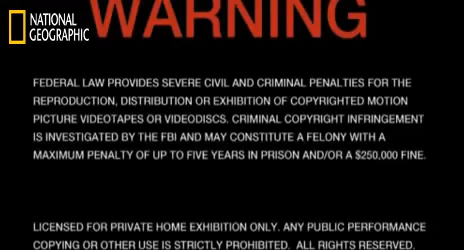 WARNING
NATIONAL
GEOGRAPHIC
FEDERAL LAW PROVIDES SEVERE CIVIL AND CRIMINAL PENALTIES FOR THE
REPRODUCTION, DISTRIBUTION OR EXHIBITION OF COPYRIGHTED MOTION
PICTURE VIDEOTAPES OR VIDEODISCS. CRIMINAL COPYRIGHT INFRINGEMENT
IS INVESTIGATED BY THE FBI AND MAY CONSTITUTE A FELONY WITH A
MAXIMUM PENALTY OF UP TO FIVE YEARS IN PRISON AND/OR A $250,000 FINE.
LICENSED FOR PRIVATE HOME EXHIBITION ONLY. ANY PUBLIC PERFORMANCE
COPYING OR OTHER USE IS STRICTLY PROHIBITED. ALL RIGHTS RESERVED.